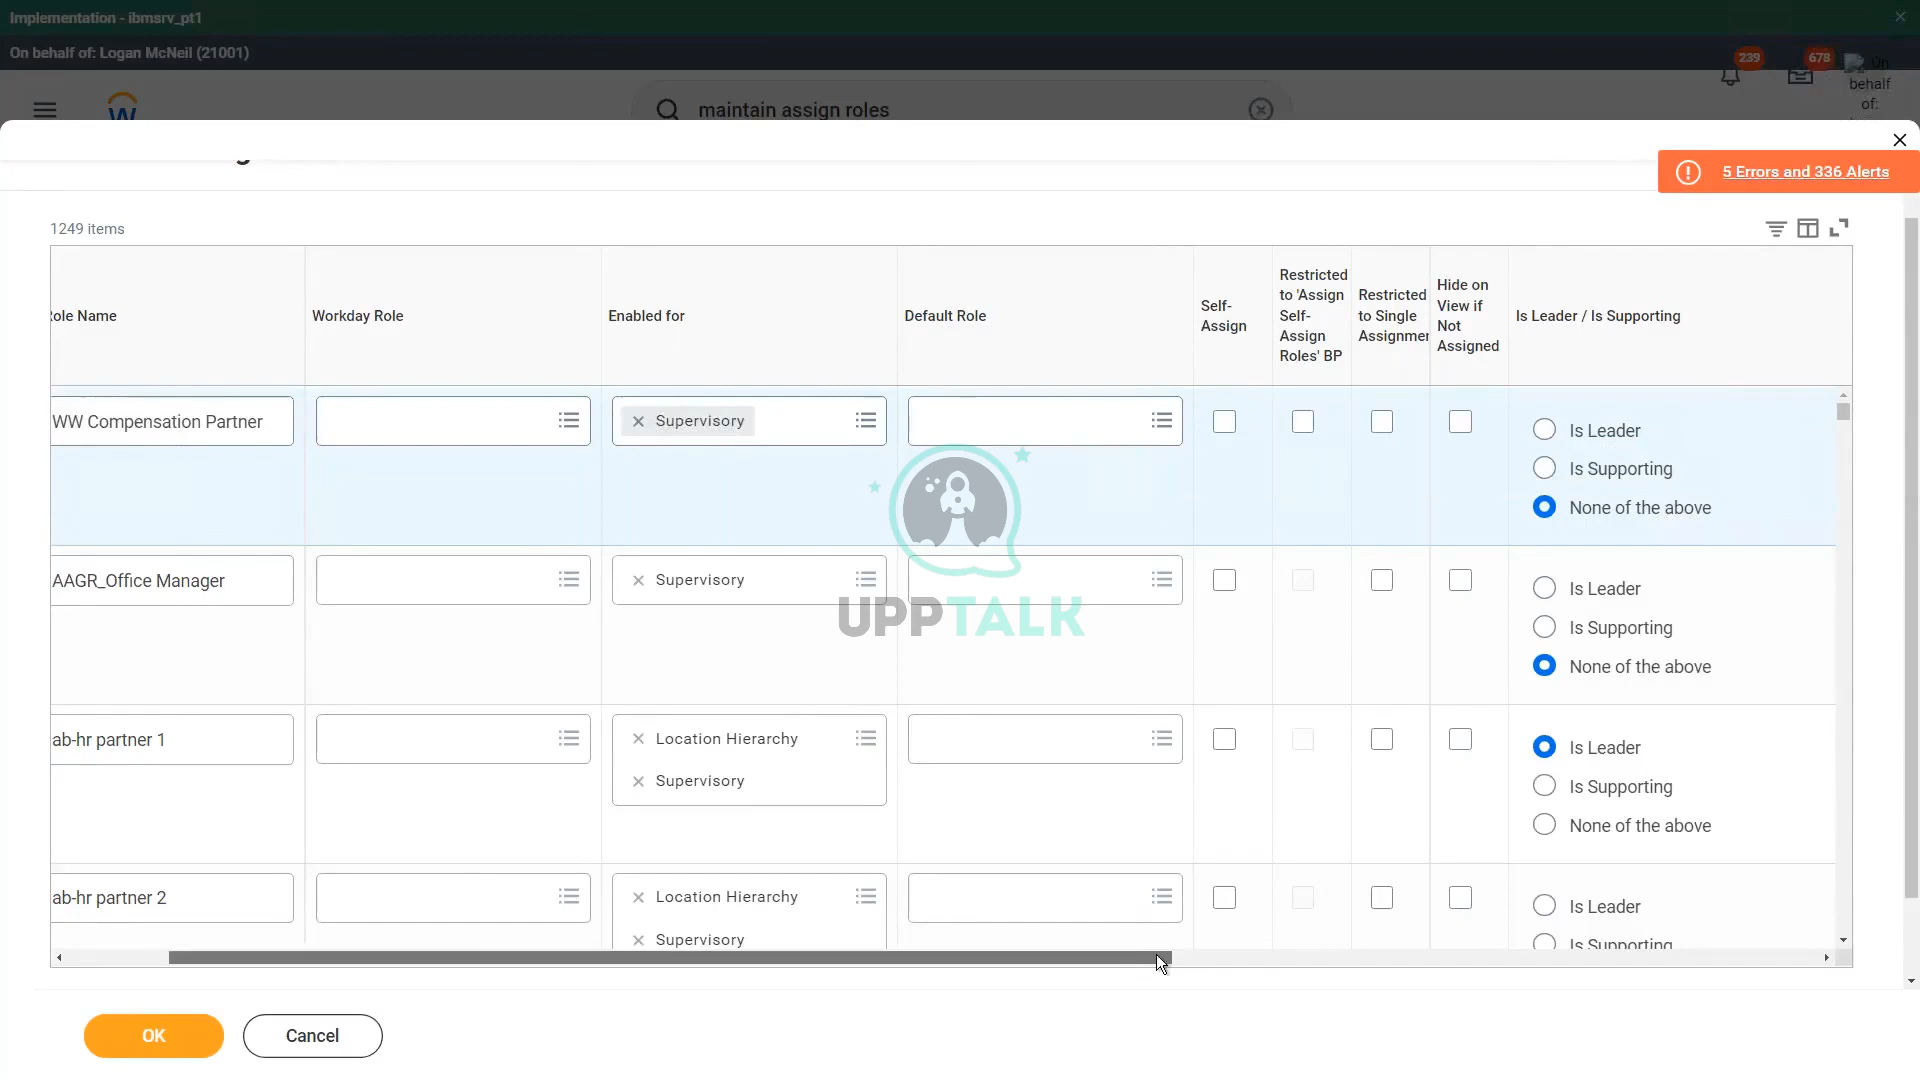 Implementation - ibmsrv_pt1
On behalf of: Logan McNeil (21001)
239
678
On
behalf
of:
maintain assign roles
5 Errors and 336 Alerts
1249 items
Role Name
Workday Role
Enabled for
Default Role
Self-
Assign
Restricted
to 'Assign
Self-
Assign
Roles' BP
Restricted
to Single
Assignmen
Hide on
View if
Not
Assigned
Is Leader / Is Supporting
WW Compensation Partner
Supervisory
Is Leader
Is Supporting
None of the above
AAGR_Office Manager
Supervisory
Is Leader
Is Supporting
None of the above
ab-hr partner 1
Location Hierarchy
Supervisory
Is Leader
Is Supporting
None of the above
ab-hr partner 2
Location Hierarchy
Supervisory
Is Leader
Is Supporting
UPPTALK
OK
Cancel